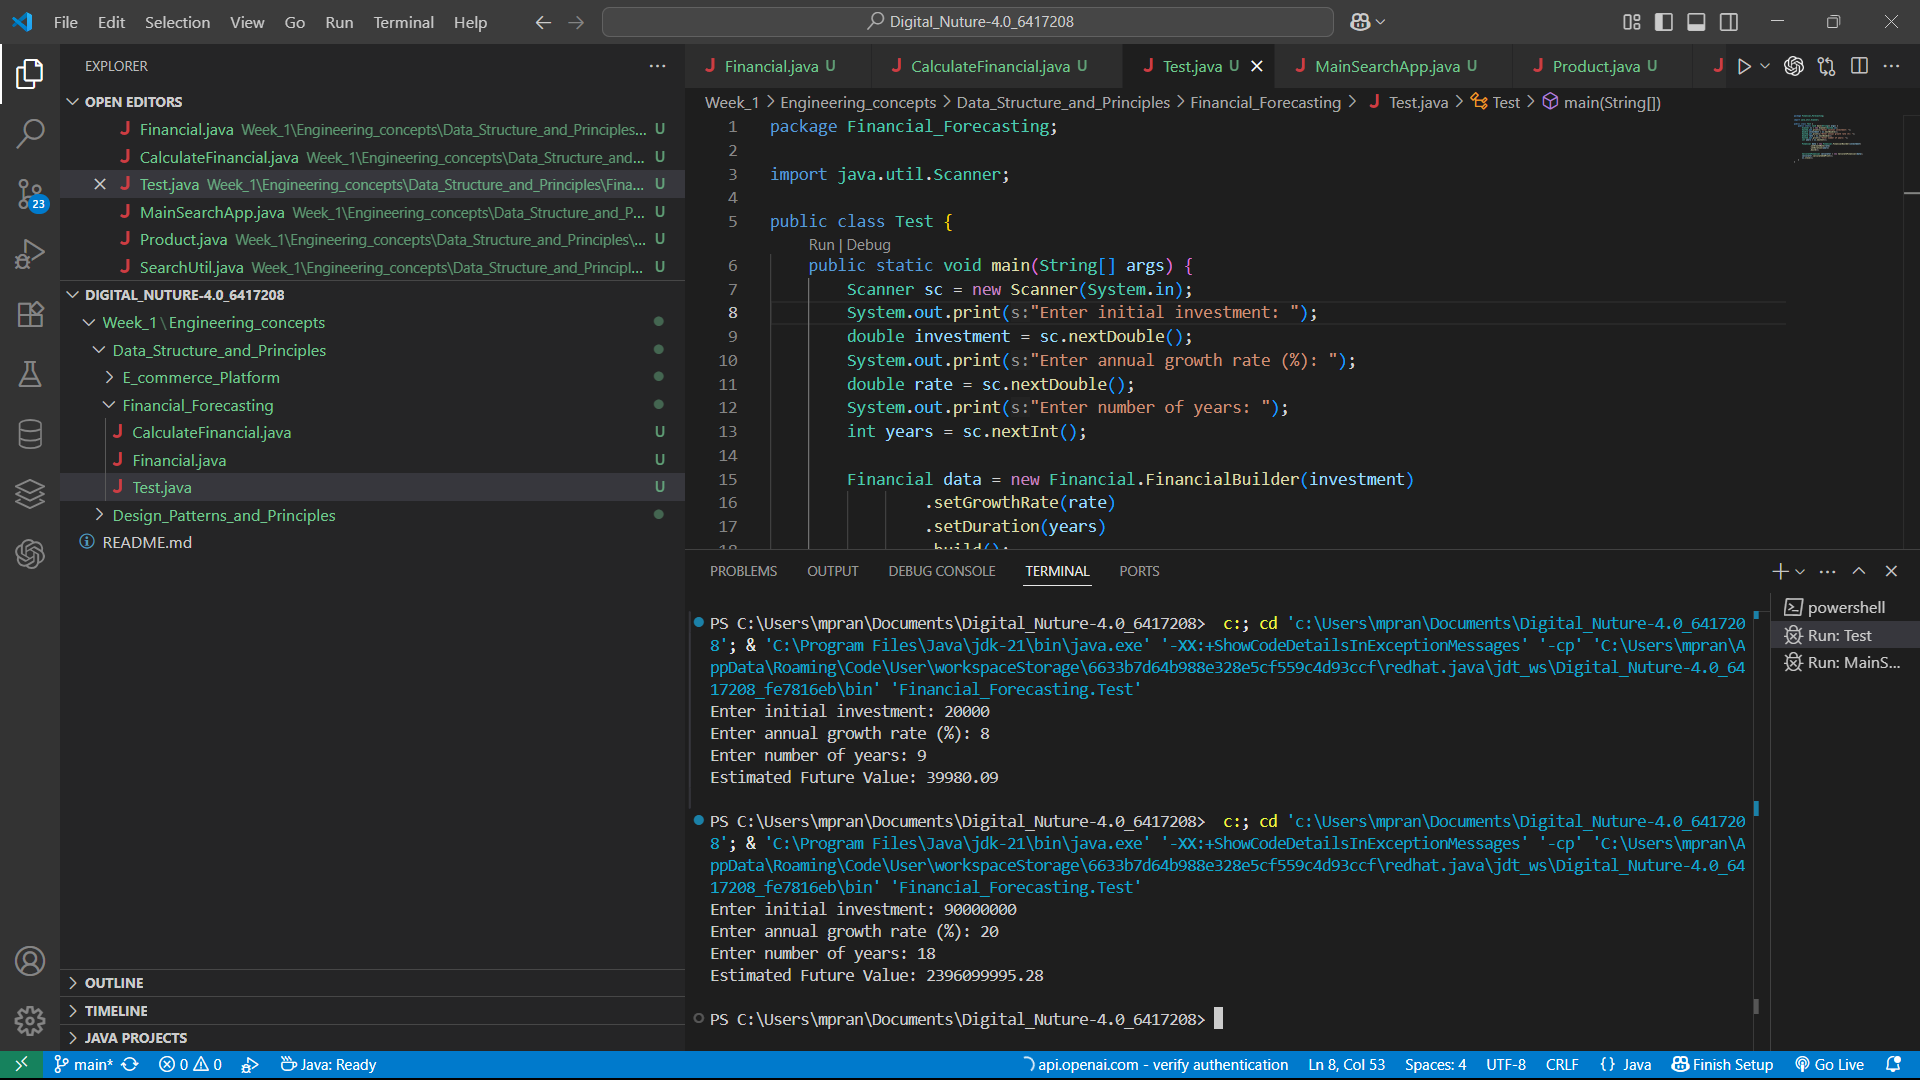 File Edit Selection View Go Run Terminal Help
Digital_Nuture-4.0_6417208
EXPLORER
OPEN EDITORS
Financial.java Week_1\Engineering_concepts\Data_Structure_and_Principles... U
CalculateFinancial.java Week_1\Engineering_concepts\Data_Structure_and... U
Test.java Week_1\Engineering_concepts\Data_Structure_and_Principles\Fina... U
MainSearchApp.java Week_1\Engineering_concepts\Data_Structure_and_P... U
Product.java Week_1\Engineering_concepts\Data_Structure_and_Principles\... U
SearchUtil.java Week_1\Engineering_concepts\Data_Structure_and_Principl... U
DIGITAL_NUTURE-4.0_6417208
Week_1\Engineering_concepts
Data_Structure_and_Principles
E_commerce_Platform
Financial_Forecasting
CalculateFinancial.java U
Financial.java U
Test.java U
Design_Patterns_and_Principles
README.md
23
OUTLINE
TIMELINE
JAVA PROJECTS
Financial.java U CalculateFinancial.java U Test.java U MainSearchApp.java U Product.java U
Week_1 > Engineering_concepts > Data_Structure_and_Principles > Financial_Forecasting > Test.java > Test > main(String[])
1 package Financial_Forecasting;
2
3 import java.util.Scanner;
4
5 public class Test {
Run | Debug
6 public static void main(String[] args) {
7 Scanner sc = new Scanner(System.in);
8 System.out.print(s:"Enter initial investment: ");
9 double investment = sc.nextDouble();
10 System.out.print(s:"Enter annual growth rate (%): ");
11 double rate = sc.nextDouble();
12 System.out.print(s:"Enter number of years: ");
13 int years = sc.nextInt();
14
15 Financial data = new Financial.FinancialBuilder(investment)
16 .setGrowthRate(rate)
17 .setDuration(years)
18 .build();
PROBLEMS OUTPUT DEBUG CONSOLE TERMINAL PORTS
PS C:\Users\mpran\Documents\Digital_Nuture-4.0_6417208> c:; cd 'c:\Users\mpran\Documents\Digital_Nuture-4.0_641720
8'; & 'C:\Program Files\Java\jdk-21\bin\java.exe' '-XX:+ShowCodeDetailsInExceptionMessages' '-cp' 'C:\Users\mpran\A
ppData\Roaming\Code\User\workspaceStorage\6633b7d64b988e328e5cf559c4d93ccf\redhat.java\jdt_ws\Digital_Nuture-4.0_64
17208_fe7816eb\bin' 'Financial_Forecasting.Test'
Enter initial investment: 20000
Enter annual growth rate (%): 8
Enter number of years: 9
Estimated Future Value: 39980.09
PS C:\Users\mpran\Documents\Digital_Nuture-4.0_6417208> c:; cd 'c:\Users\mpran\Documents\Digital_Nuture-4.0_641720
8'; & 'C:\Program Files\Java\jdk-21\bin\java.exe' '-XX:+ShowCodeDetailsInExceptionMessages' '-cp' 'C:\Users\mpran\A
ppData\Roaming\Code\User\workspaceStorage\6633b7d64b988e328e5cf559c4d93ccf\redhat.java\jdt_ws\Digital_Nuture-4.0_64
17208_fe7816eb\bin' 'Financial_Forecasting.Test'
Enter initial investment: 90000000
Enter annual growth rate (%): 20
Enter number of years: 18
Estimated Future Value: 2396099995.28
PS C:\Users\mpran\Documents\Digital_Nuture-4.0_6417208>
powershell
Run: Test
Run: MainS...
main* 0 0 Java: Ready api.openai.com - verify authentication Ln 8, Col 53 Spaces: 4 UTF-8 CRLF {} Java Finish Setup Go Live